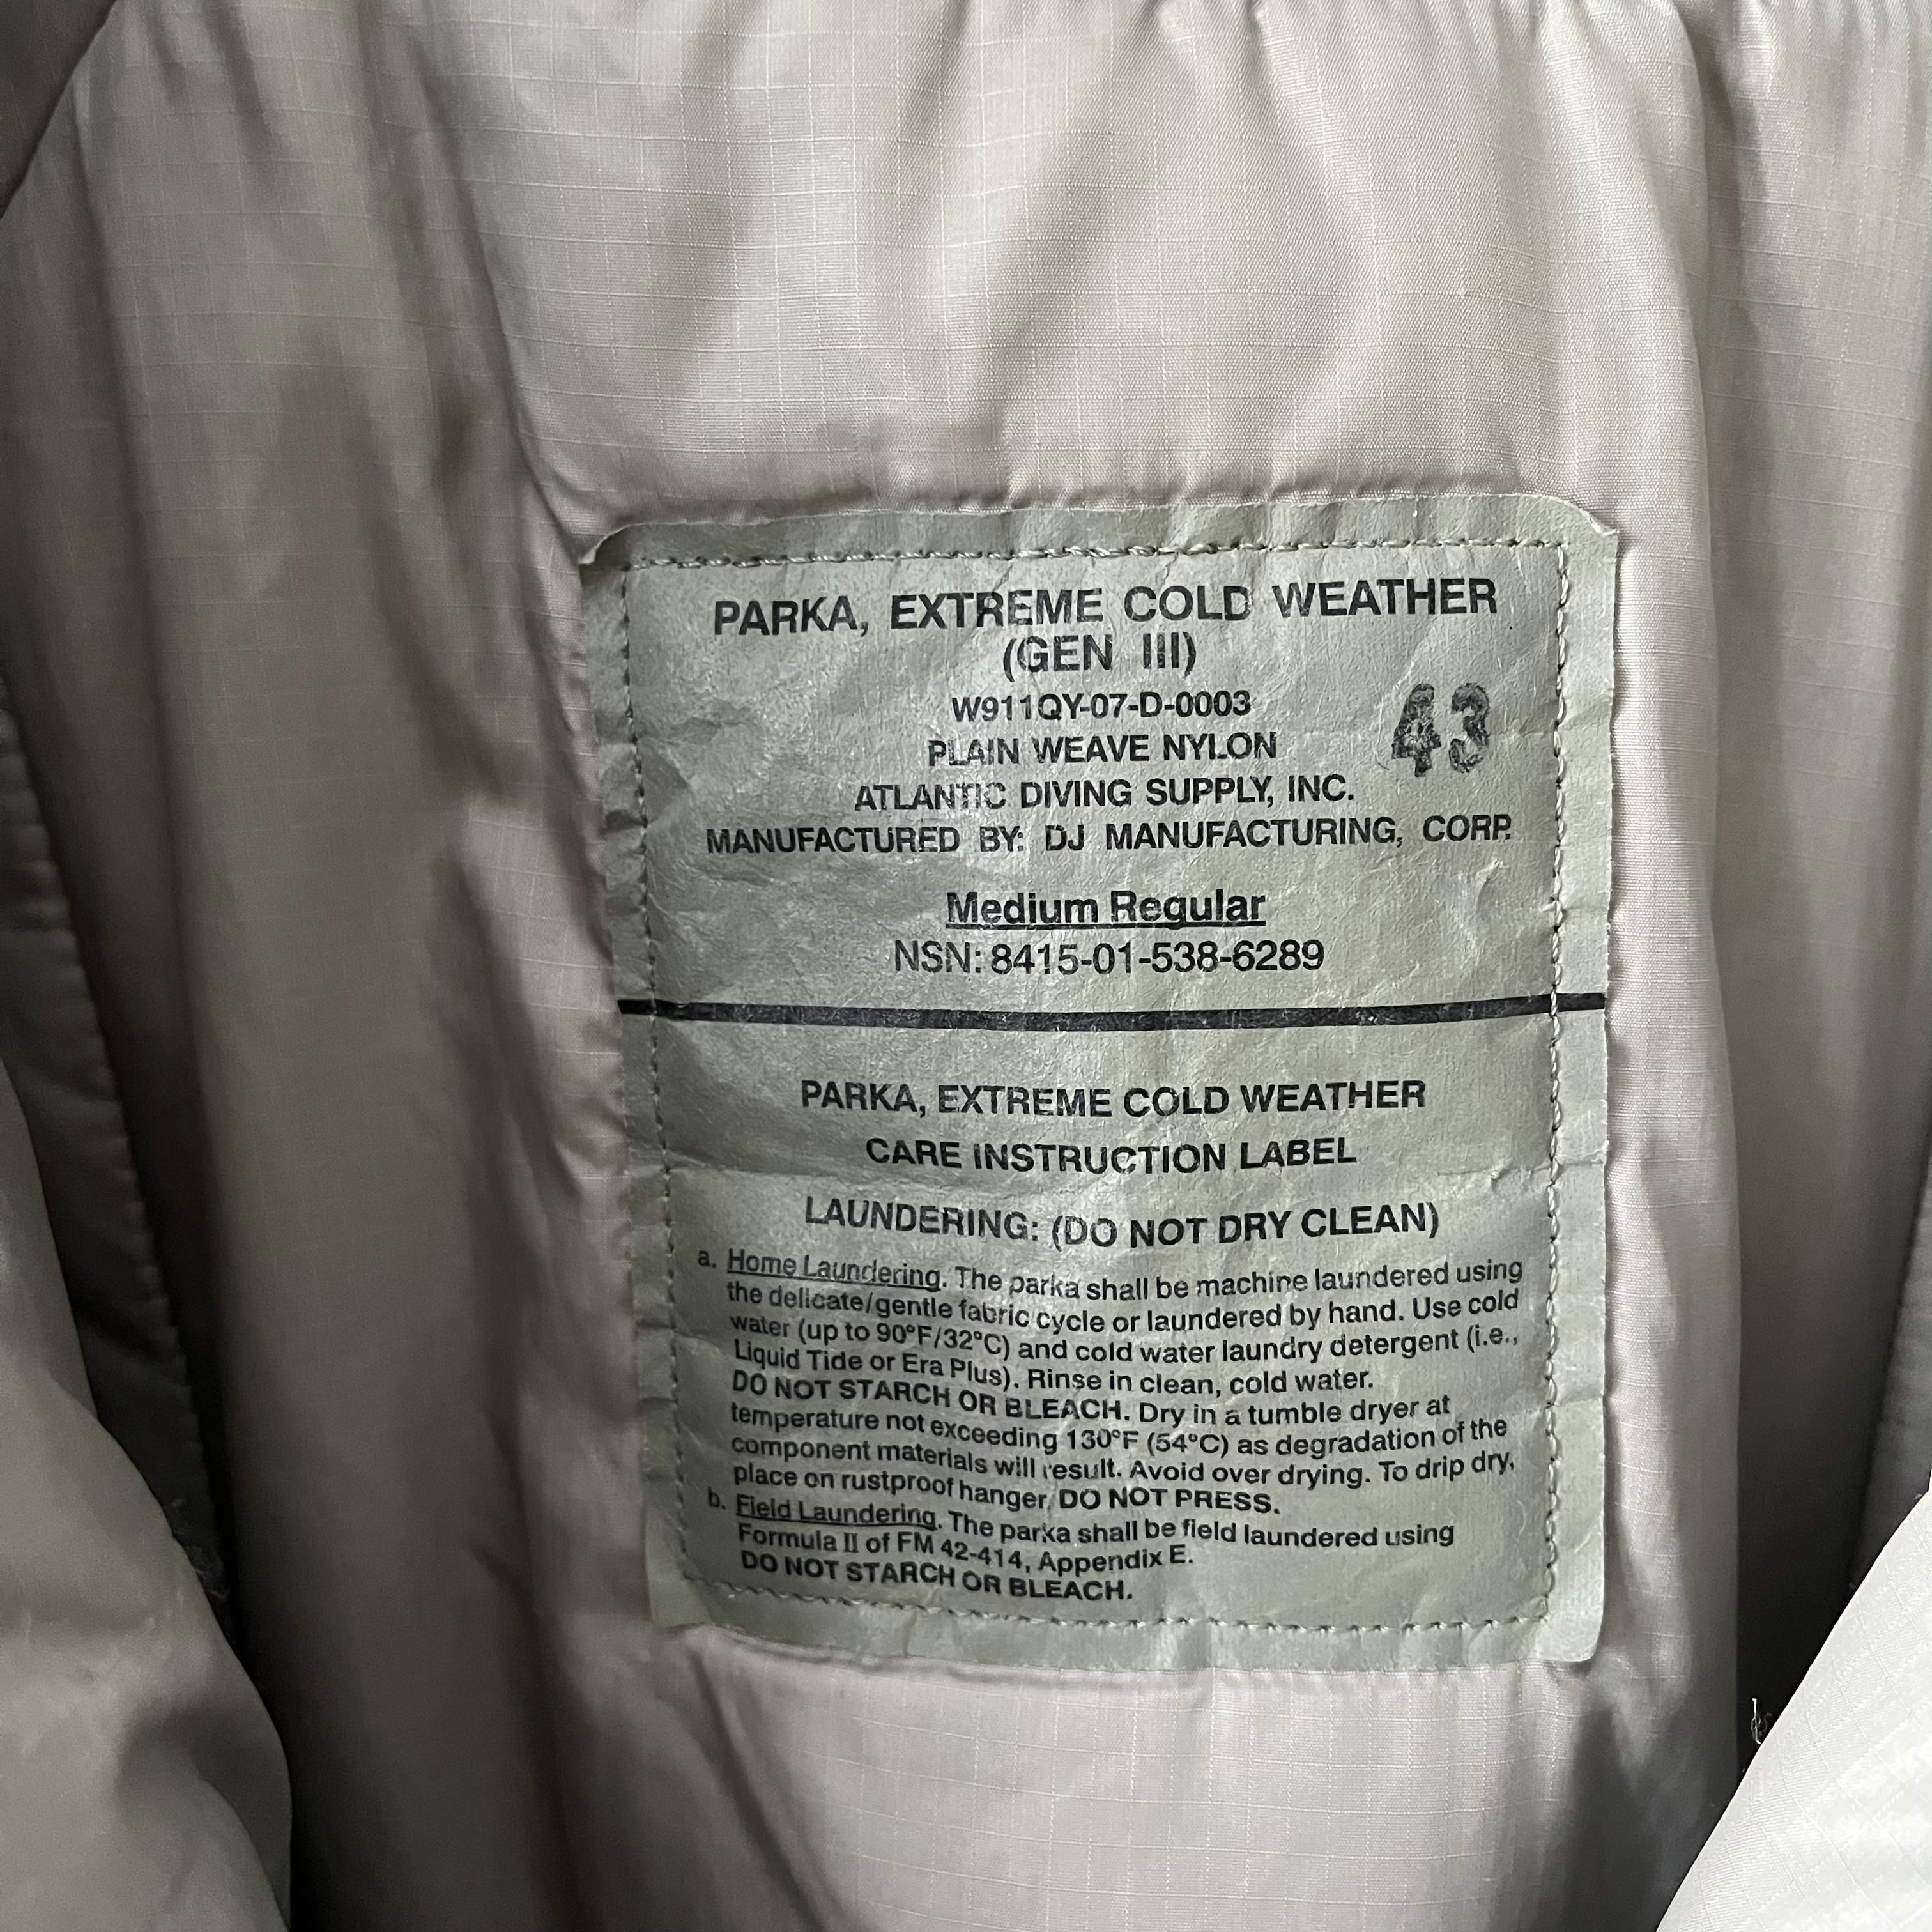 PARKA, EXTREME COLD WEATHER
(GEN III)
W911QY-07-D-0003
43
PLAIN WEAVE NYLON
ATLANTIC DIVING SUPPLY, INC.
MANUFACTURED BY: DJ MANUFACTURING, CORP.
Medium Regular
NSN: 8415-01-538-6289
PARKA, EXTREME COLD WEATHER
CARE INSTRUCTION LABEL
LAUNDERING: (DO NOT DRY CLEAN)
a. Home Laundering. The parka shall be machine laundered using
the delicate/gentle fabric cycle or laundered by hand. Use cold
water (up to 90°F/32°C) and cold water laundry detergent (i.e.,
Liquid Tide or Era Plus). Rinse in clean, cold water.
DO NOT STARCH OR BLEACH. Dry in a tumble dryer at
temperature not exceeding 130°F (54°C) as degradation of the
component materials will result. Avoid over drying. To drip dry,
place on rustproof hanger. DO NOT PRESS.
b. Field Laundering. The parka shall be field laundered using
Formula II of FM 42-414, Appendix E.
DO NOT STARCH OR BLEACH.